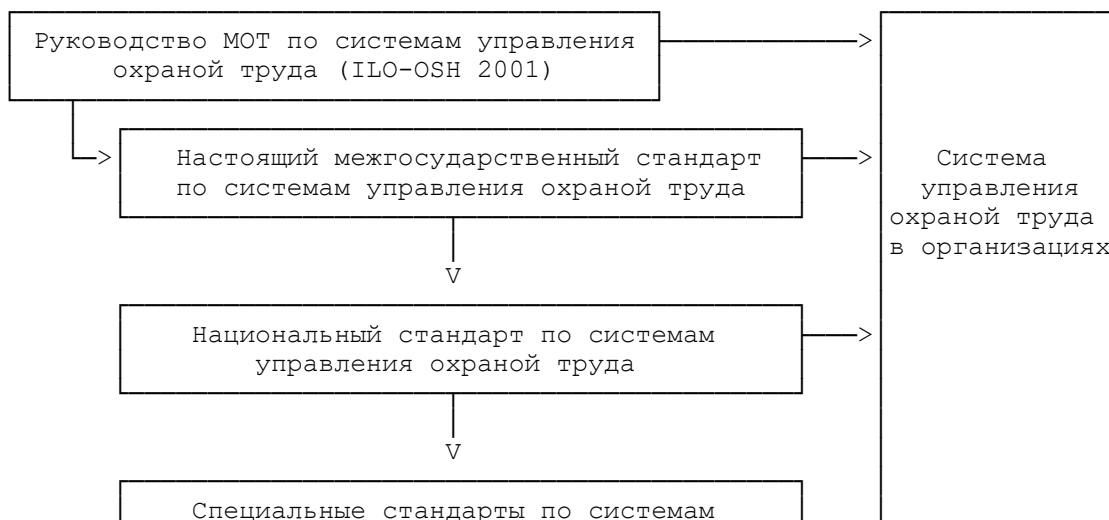 Руководство МОТ по системам управления
охраной труда (ILO-OSH 2001)
Настоящий межгосударственный стандарт
по системам управления охраной труда
Система
управления
охраной труда
в организациях
V
Национальный стандарт по системам
управления охраной труда
V
Специальные стандарты по системам